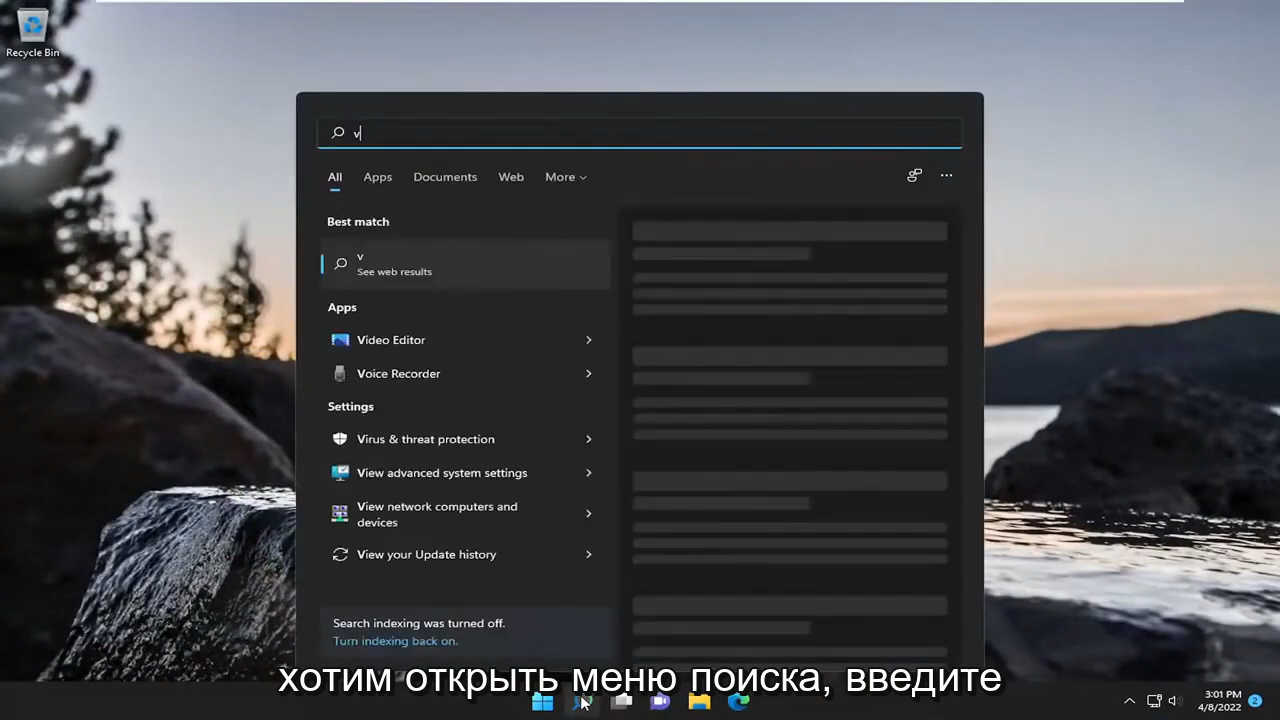 Recycle Bin
v
All Apps Documents Web More
Best match
v
See web results
Apps
Video Editor
Voice Recorder
Settings
Virus & threat protection
View advanced system settings
View network computers and
devices
View your Update history
Search indexing was turned off.
Turn indexing back on.
хотим открыть меню поиска, введите
3:01 PM
4/8/2022
2